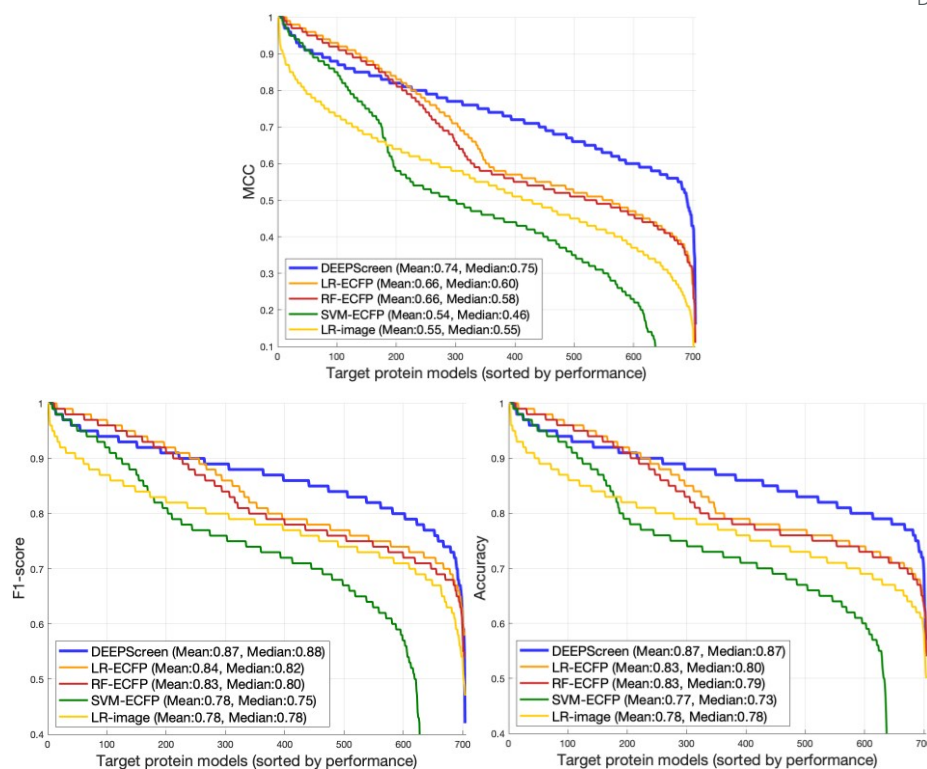 D
1
0.9
0.8
0.7
0.6
0.5
0.4
0.3
0.2
0.1
MCC
DEEPScreen (Mean:0.74, Median:0.75)
LR-ECFP (Mean:0.66, Median:0.60)
RF-ECFP (Mean:0.66, Median:0.58)
SVM-ECFP (Mean:0.54, Median:0.46)
LR-image (Mean:0.55, Median:0.55)
0 100 200 300 400 500 600 700
Target protein models (sorted by performance)
1
0.9
0.8
0.7
0.6
0.5
0.4
F1-score
DEEPScreen (Mean:0.87, Median:0.88)
LR-ECFP (Mean:0.84, Median:0.82)
RF-ECFP (Mean:0.83, Median:0.80)
SVM-ECFP (Mean:0.78, Median:0.75)
LR-image (Mean:0.78, Median:0.78)
0 100 200 300 400 500 600 700
Target protein models (sorted by performance)
1
0.9
0.8
0.7
0.6
0.5
0.4
Accuracy
DEEPScreen (Mean:0.87, Median:0.87)
LR-ECFP (Mean:0.83, Median:0.80)
RF-ECFP (Mean:0.83, Median:0.79)
SVM-ECFP (Mean:0.77, Median:0.73)
LR-image (Mean:0.78, Median:0.78)
0 100 200 300 400 500 600 700
Target protein models (sorted by performance)